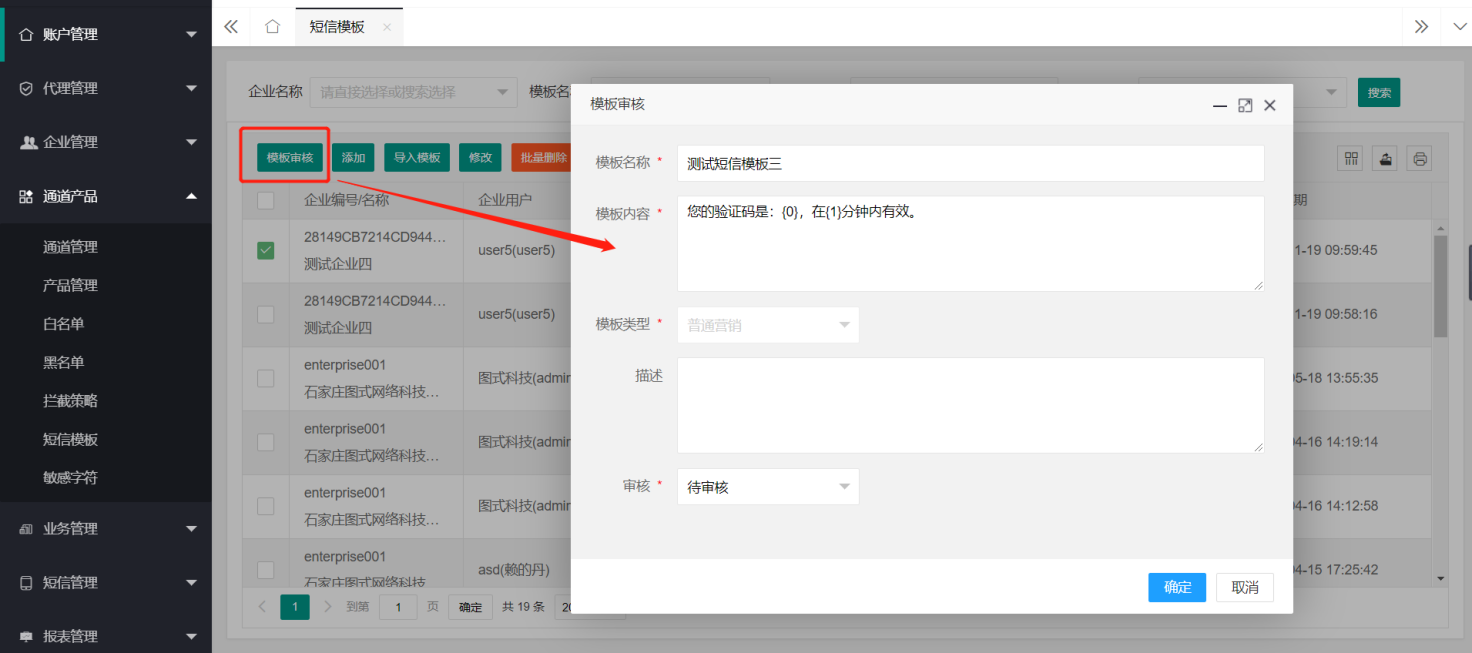 账户管理
代理管理
企业管理
通道产品
通道管理
产品管理
白名单
黑名单
拦截策略
短信模板
敏感字符
业务管理
短信管理
报表管理
短信模板
企业名称 请直接选择或搜索选择 模板名
搜索
模板审核 添加 导入模板 修改 批量删除
企业编号/名称 企业用户 期
28149CB7214CD944...
测试企业四
user5(user5)
1-19 09:59:45
28149CB7214CD944...
测试企业四
user5(user5)
1-19 09:58:16
enterprise001
石家庄图式网络科技...
图式科技(admin
05-18 13:55:35
enterprise001
石家庄图式网络科技...
图式科技(admin
04-16 14:19:14
enterprise001
石家庄图式网络科技...
图式科技(admin
04-16 14:12:58
enterprise001
石家庄图式网络科技
asd(赖的丹)
04-15 17:25:42
1 到第 1 页 确定 共 19 条 20
模板审核
模板名称 * 测试短信模板三
模板内容 * 您的验证码是：{0}，在{1}分钟内有效。
模板类型 * 普通营销
描述
审核 * 待审核
确定 取消